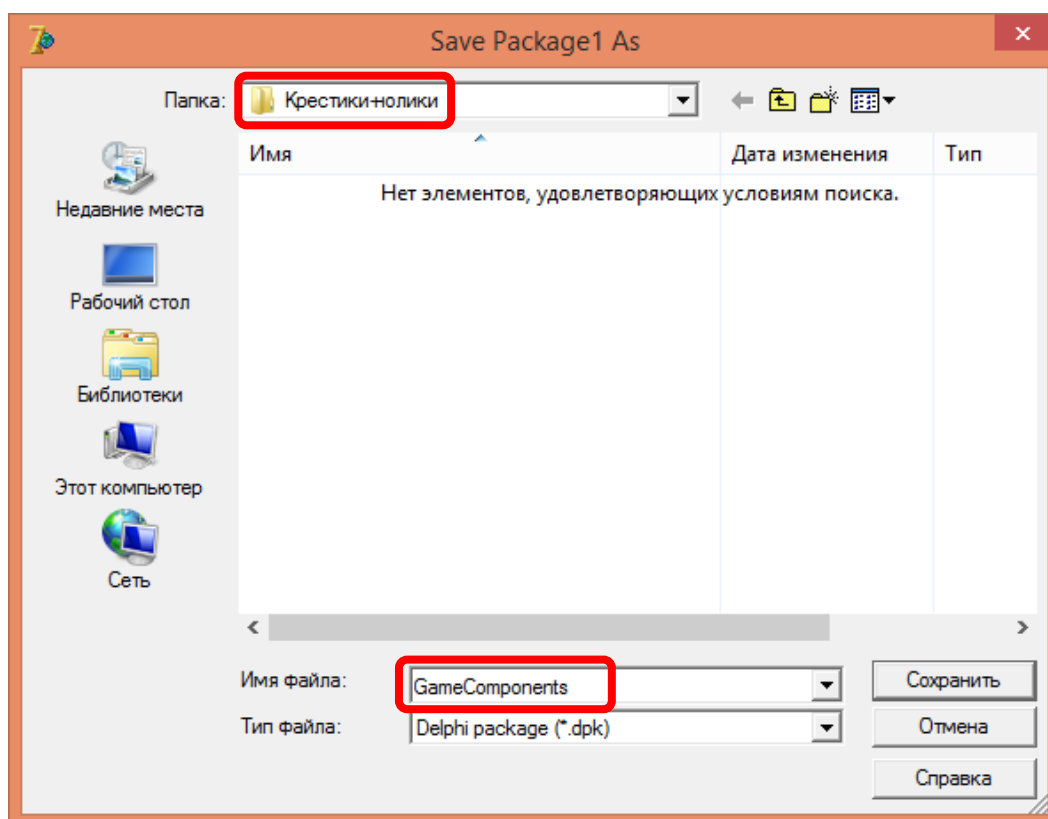 Save Package1 As
Папка: Крестики-нолики
Имя Дата изменения Тип
Нет элементов, удовлетворяющих условиям поиска.
Недавние места
Рабочий стол
Библиотеки
Этот компьютер
Сеть
Имя файла: GameComponents Сохранить
Тип файла: Delphi package (*.dpk) Отмена
Справка